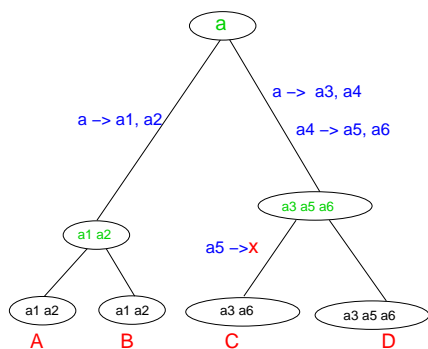 a
a -> a3, a4
a -> a1, a2
a4 -> a5, a6
a3 a5 a6
a1 a2
a5 ->x
a1 a2
a1 a2
a3 a6
a3 a5 a6
A
B
C
D